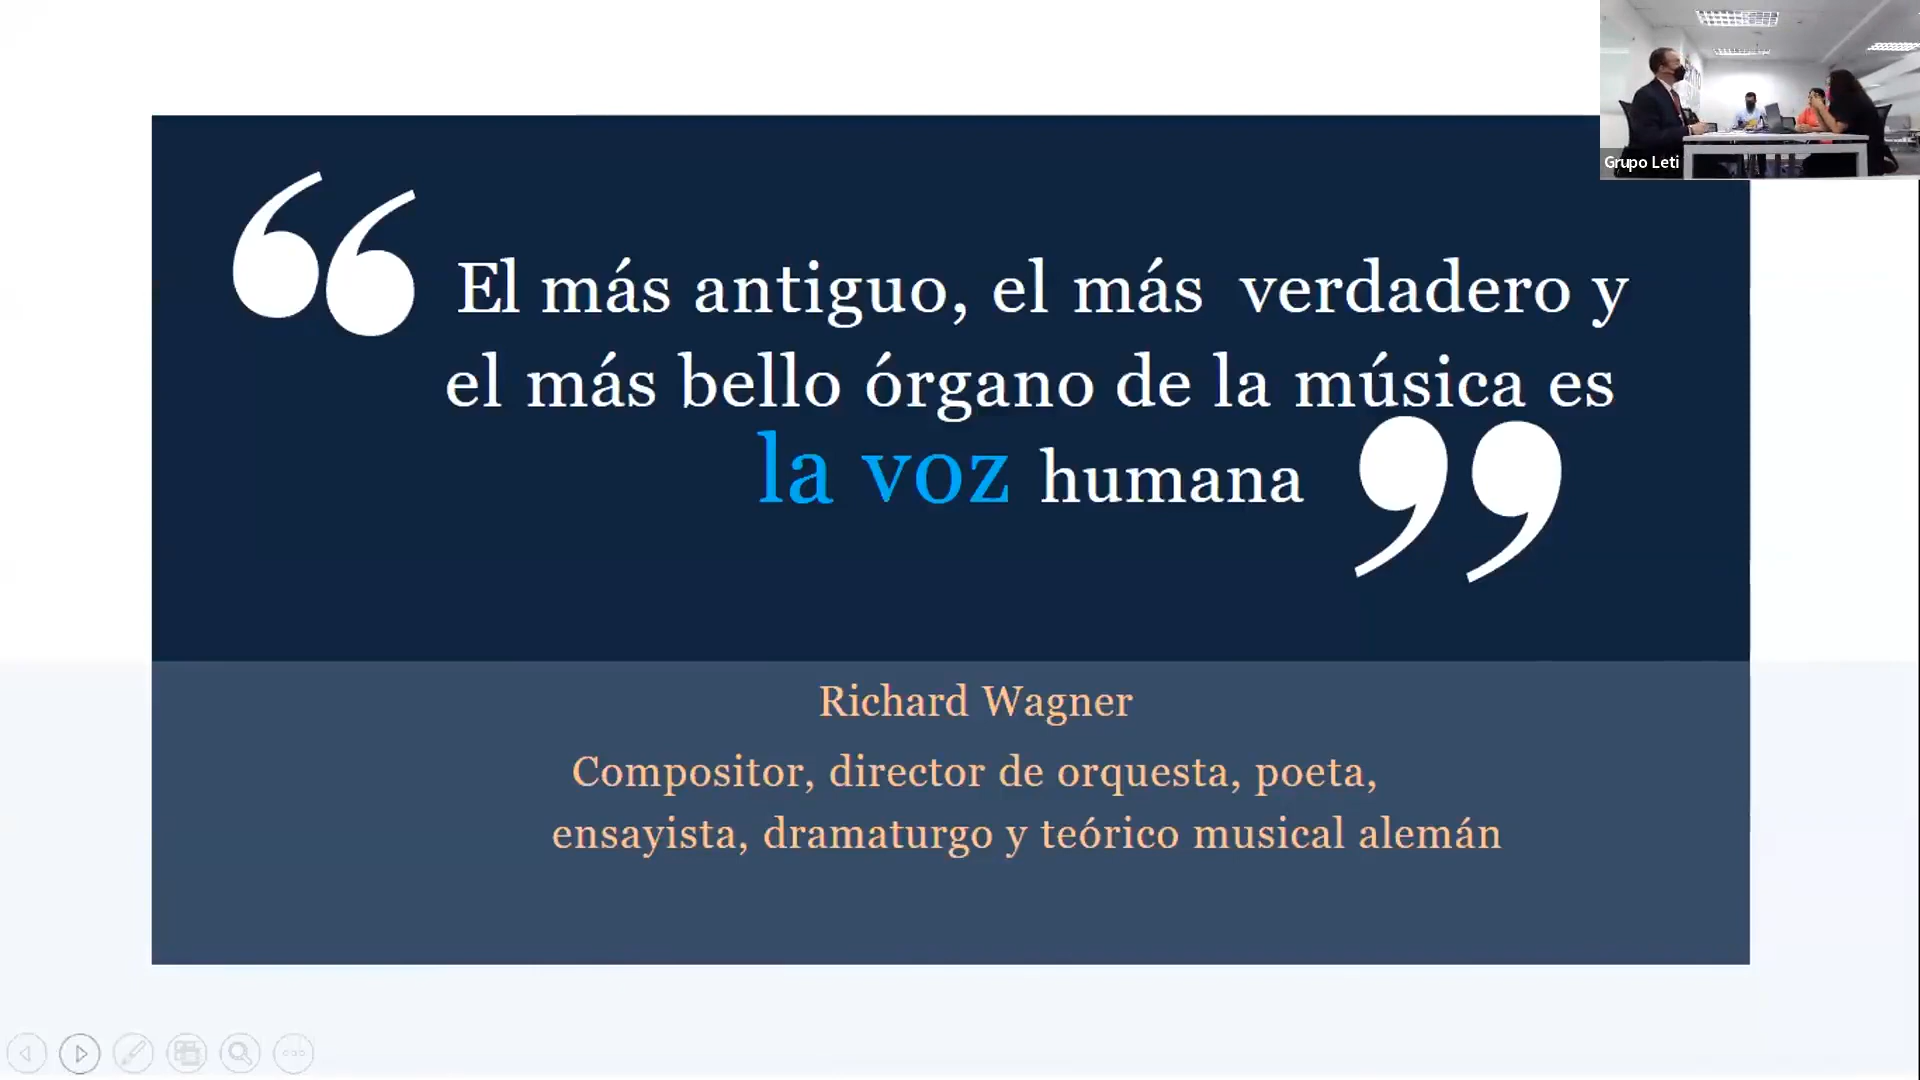 Grupo Leti
“El más antiguo, el más verdadero y
el más bello órgano de la música es
la voz humana”
Richard Wagner
Compositor, director de orquesta, poeta,
ensayista, dramaturgo y teórico musical alemán